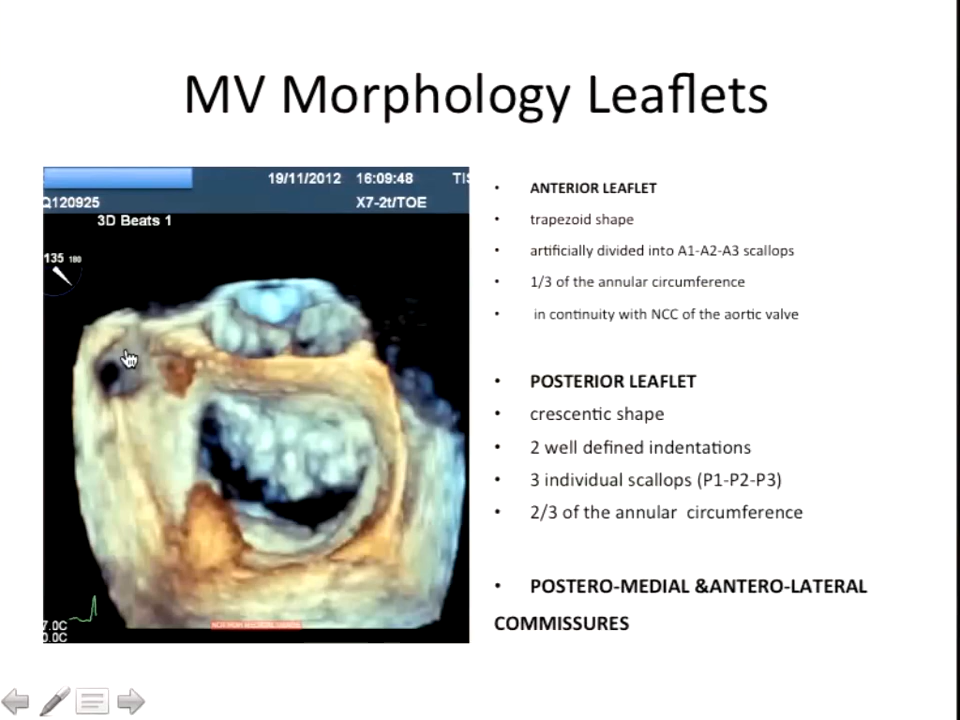 MV Morphology Leaflets
19/11/2012 16:09:48
Q120925 X7-2t/TOE
3D Beats 1
135 180
7.0C
0.0C
• ANTERIOR LEAFLET
• trapezoid shape
• artificially divided into A1-A2-A3 scallops
• 1/3 of the annular circumference
• in continuity with NCC of the aortic valve
• POSTERIOR LEAFLET
• crescentic shape
• 2 well defined indentations
• 3 individual scallops (P1-P2-P3)
• 2/3 of the annular circumference
• POSTERO-MEDIAL &ANTERO-LATERAL
COMMISSURES